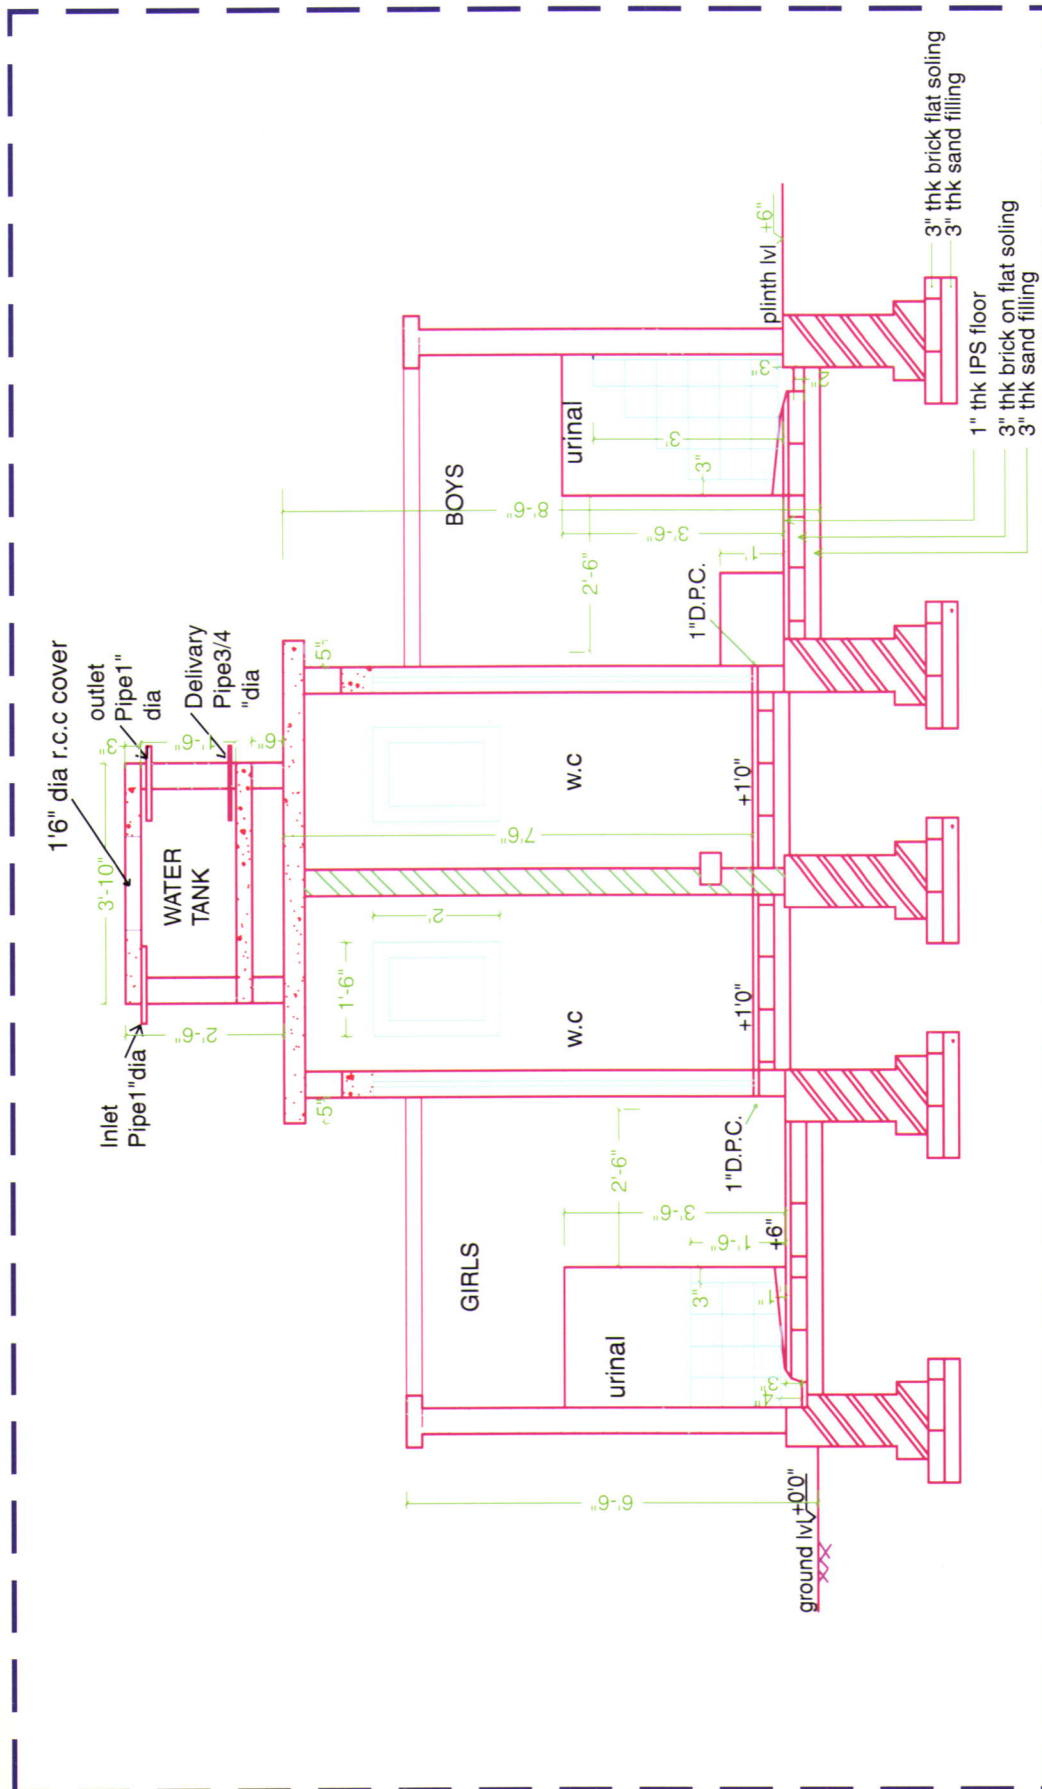 1'6" dia r.c.c cover
3'-10"
outlet
Pipe1"
dia
3"
1'-6"
6"
Delivary
Pipe3/4
"dia
WATER
TANK
Inlet
Pipe1"dia
2'-6"
5"
5"
GIRLS
BOYS
urinal
urinal
1'-6"
2'
w.c
w.c
7'6"
8'-6"
6'-6"
2'-6"
3'-6"
1'-6"
3"
1"
3"
4"
+6"
1"D.P.C.
+1'0"
+1'0"
1"D.P.C.
2'-6"
3'-6"
1'
3"
3'
3"
2"
plinth lvl +6"
ground lvl +0'0"
1" thk IPS floor
3" thk brick on flat soling
3" thk sand filling
3" thk brick flat soling
3" thk sand filling